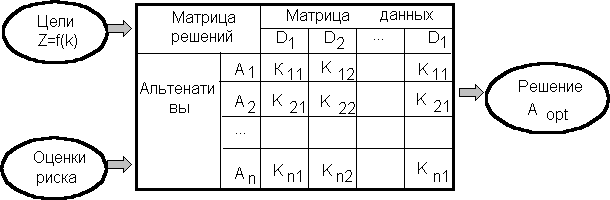 Цели
Z=f(k)
Матрица
решений
Матрица данных
D1 D2 ... D1
Альтенати
вы
A1 K11 K12 K11
A2 K21 K22 K21
...
An Kn1 Kn2 Kn1
Оценки
риска
Решение
A opt